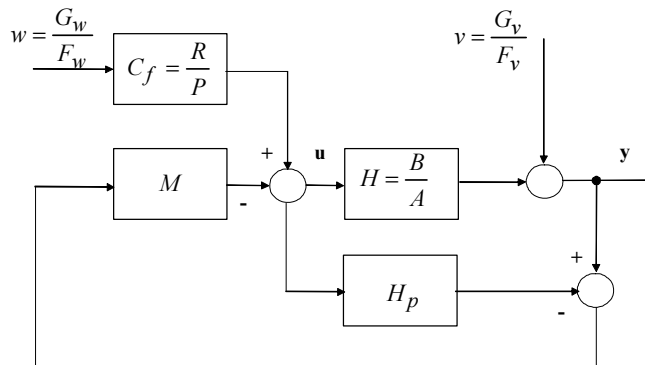 w = G_w / F_w
C_f = R / P
v = G_v / F_v
+
u
y
M
-
H = B / A
+
H_p
-